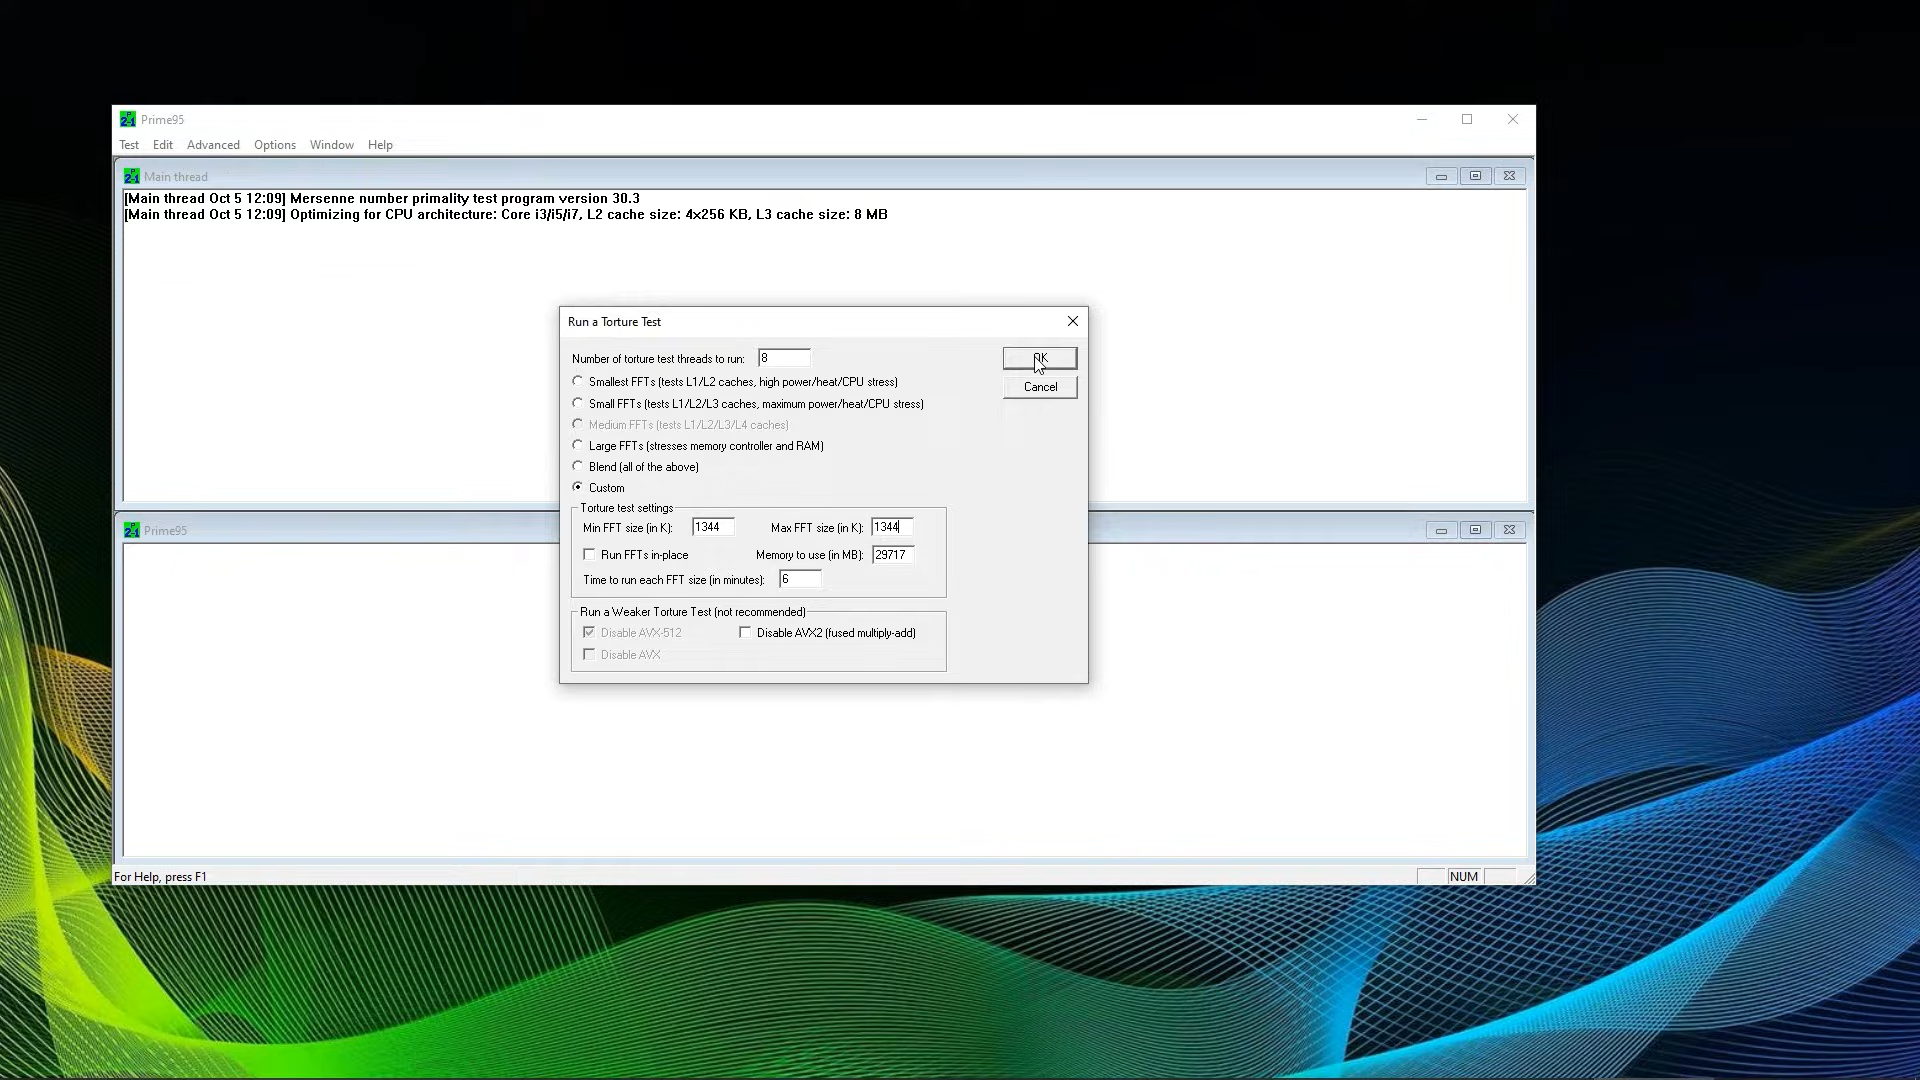 Prime95
Test Edit Advanced Options Window Help
Main thread
[Main thread Oct 5 12:09] Mersenne number primality test program version 30.3
[Main thread Oct 5 12:09] Optimizing for CPU architecture: Core i3/i5/i7, L2 cache size: 4x256 KB, L3 cache size: 8 MB
Run a Torture Test
Number of torture test threads to run: 8
OK
Smallest FFTs (tests L1/L2 caches, high power/heat/CPU stress)
Cancel
Small FFTs (tests L1/L2/L3 caches, maximum power/heat/CPU stress)
Medium FFTs (tests L1/L2/L3/L4 caches)
Large FFTs (stresses memory controller and RAM)
Blend (all of the above)
Custom
Torture test settings
Min FFT size (in K): 1344 Max FFT size (in K): 1344
Run FFTs in-place Memory to use (in MB): 29717
Time to run each FFT size (in minutes): 6
Run a Weaker Torture Test (not recommended)
Disable AVX-512 Disable AVX2 (fused multiply-add)
Disable AVX
Prime95
For Help, press F1
NUM